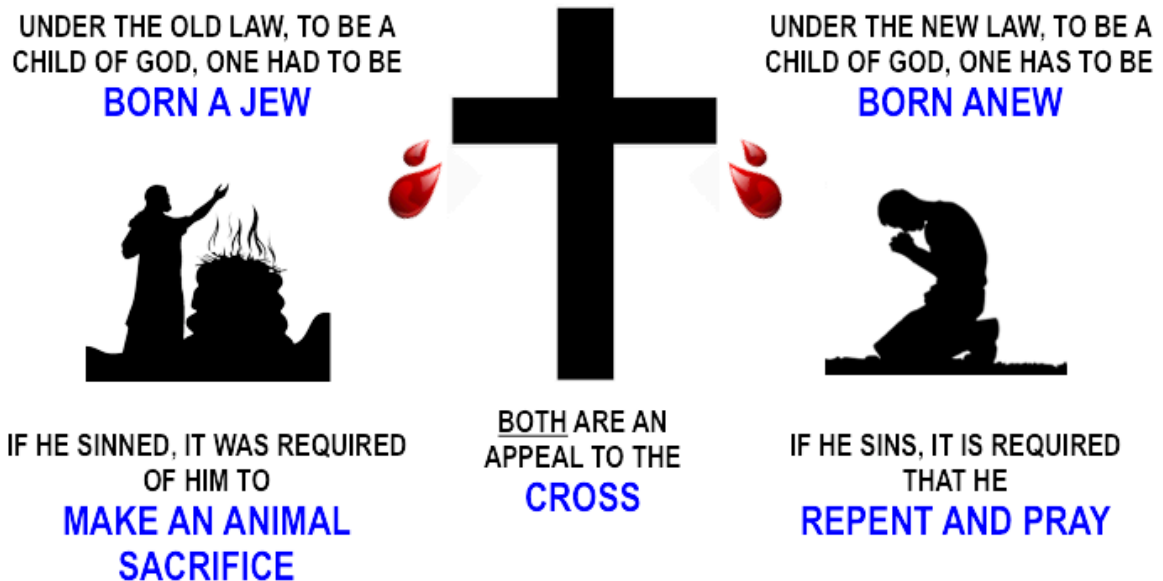 UNDER THE OLD LAW, TO BE A
CHILD OF GOD, ONE HAD TO BE
BORN A JEW
IF HE SINNED, IT WAS REQUIRED
OF HIM TO
MAKE AN ANIMAL
SACRIFICE
BOTH ARE AN
APPEAL TO THE
CROSS
UNDER THE NEW LAW, TO BE A
CHILD OF GOD, ONE HAS TO BE
BORN ANEW
IF HE SINS, IT IS REQUIRED
THAT HE
REPENT AND PRAY